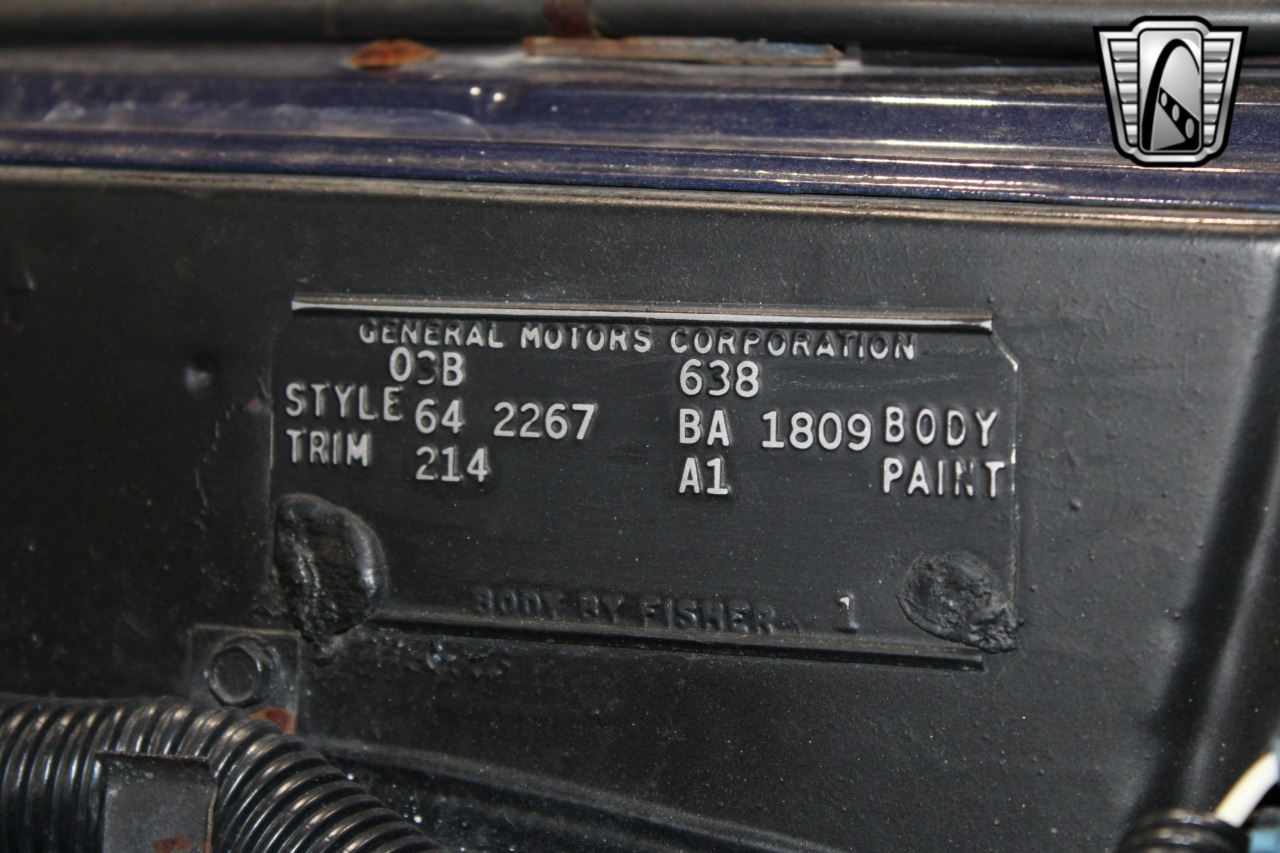 GENERAL MOTORS CORPORATION
03B 638
STYLE 64 2267 BA 1809 BODY
TRIM 214 A1 PAINT
BODY BY FISHER 1